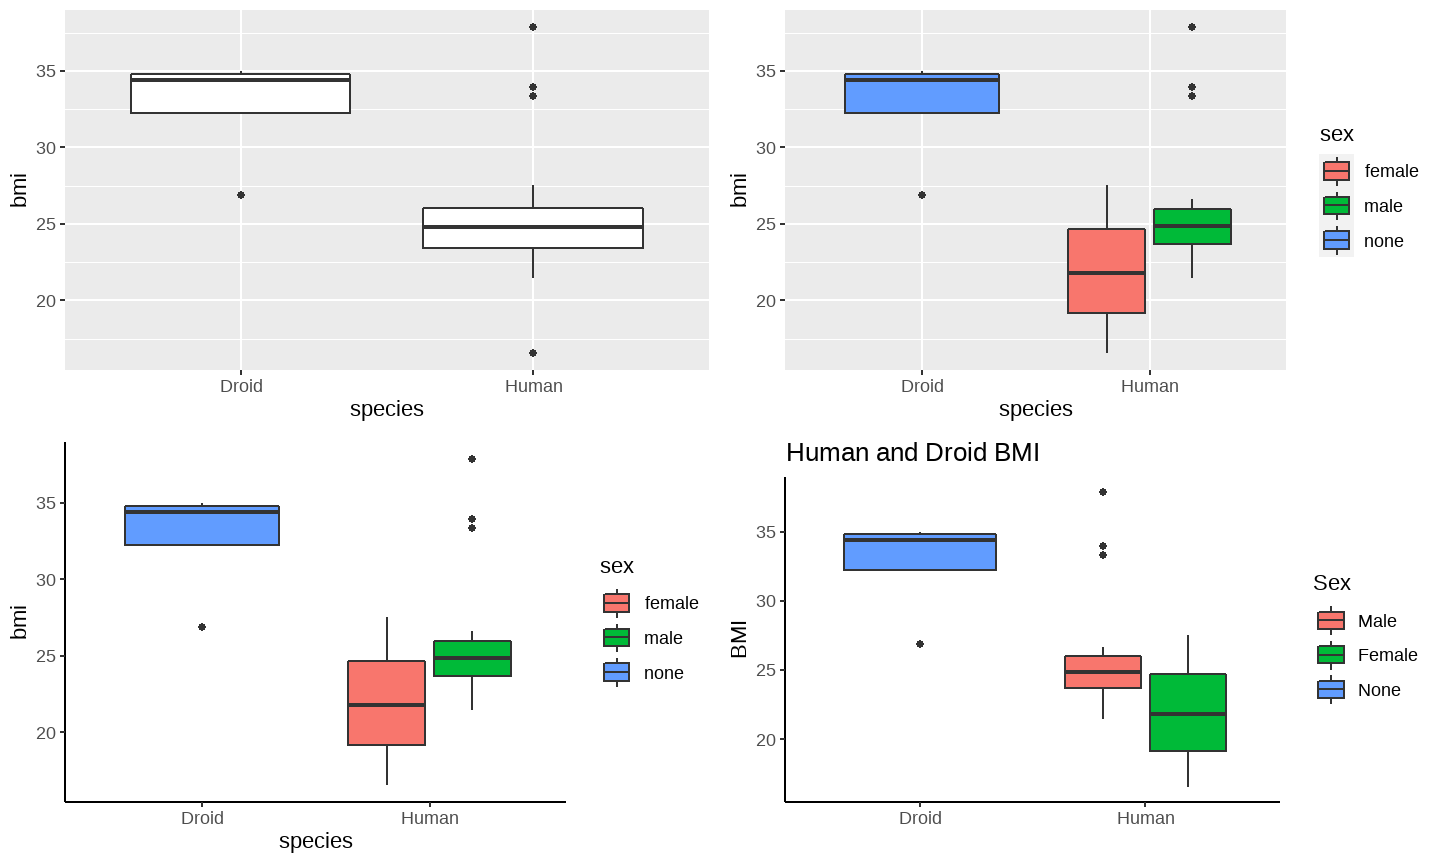 bmi
35
30
25
20
Droid Human
species
bmi
35
30
25
20
Droid Human
species
sex
female
male
none
bmi
35
30
25
20
Droid Human
species
sex
female
male
none
Human and Droid BMI
BMI
35
30
25
20
Droid Human
Sex
Male
Female
None